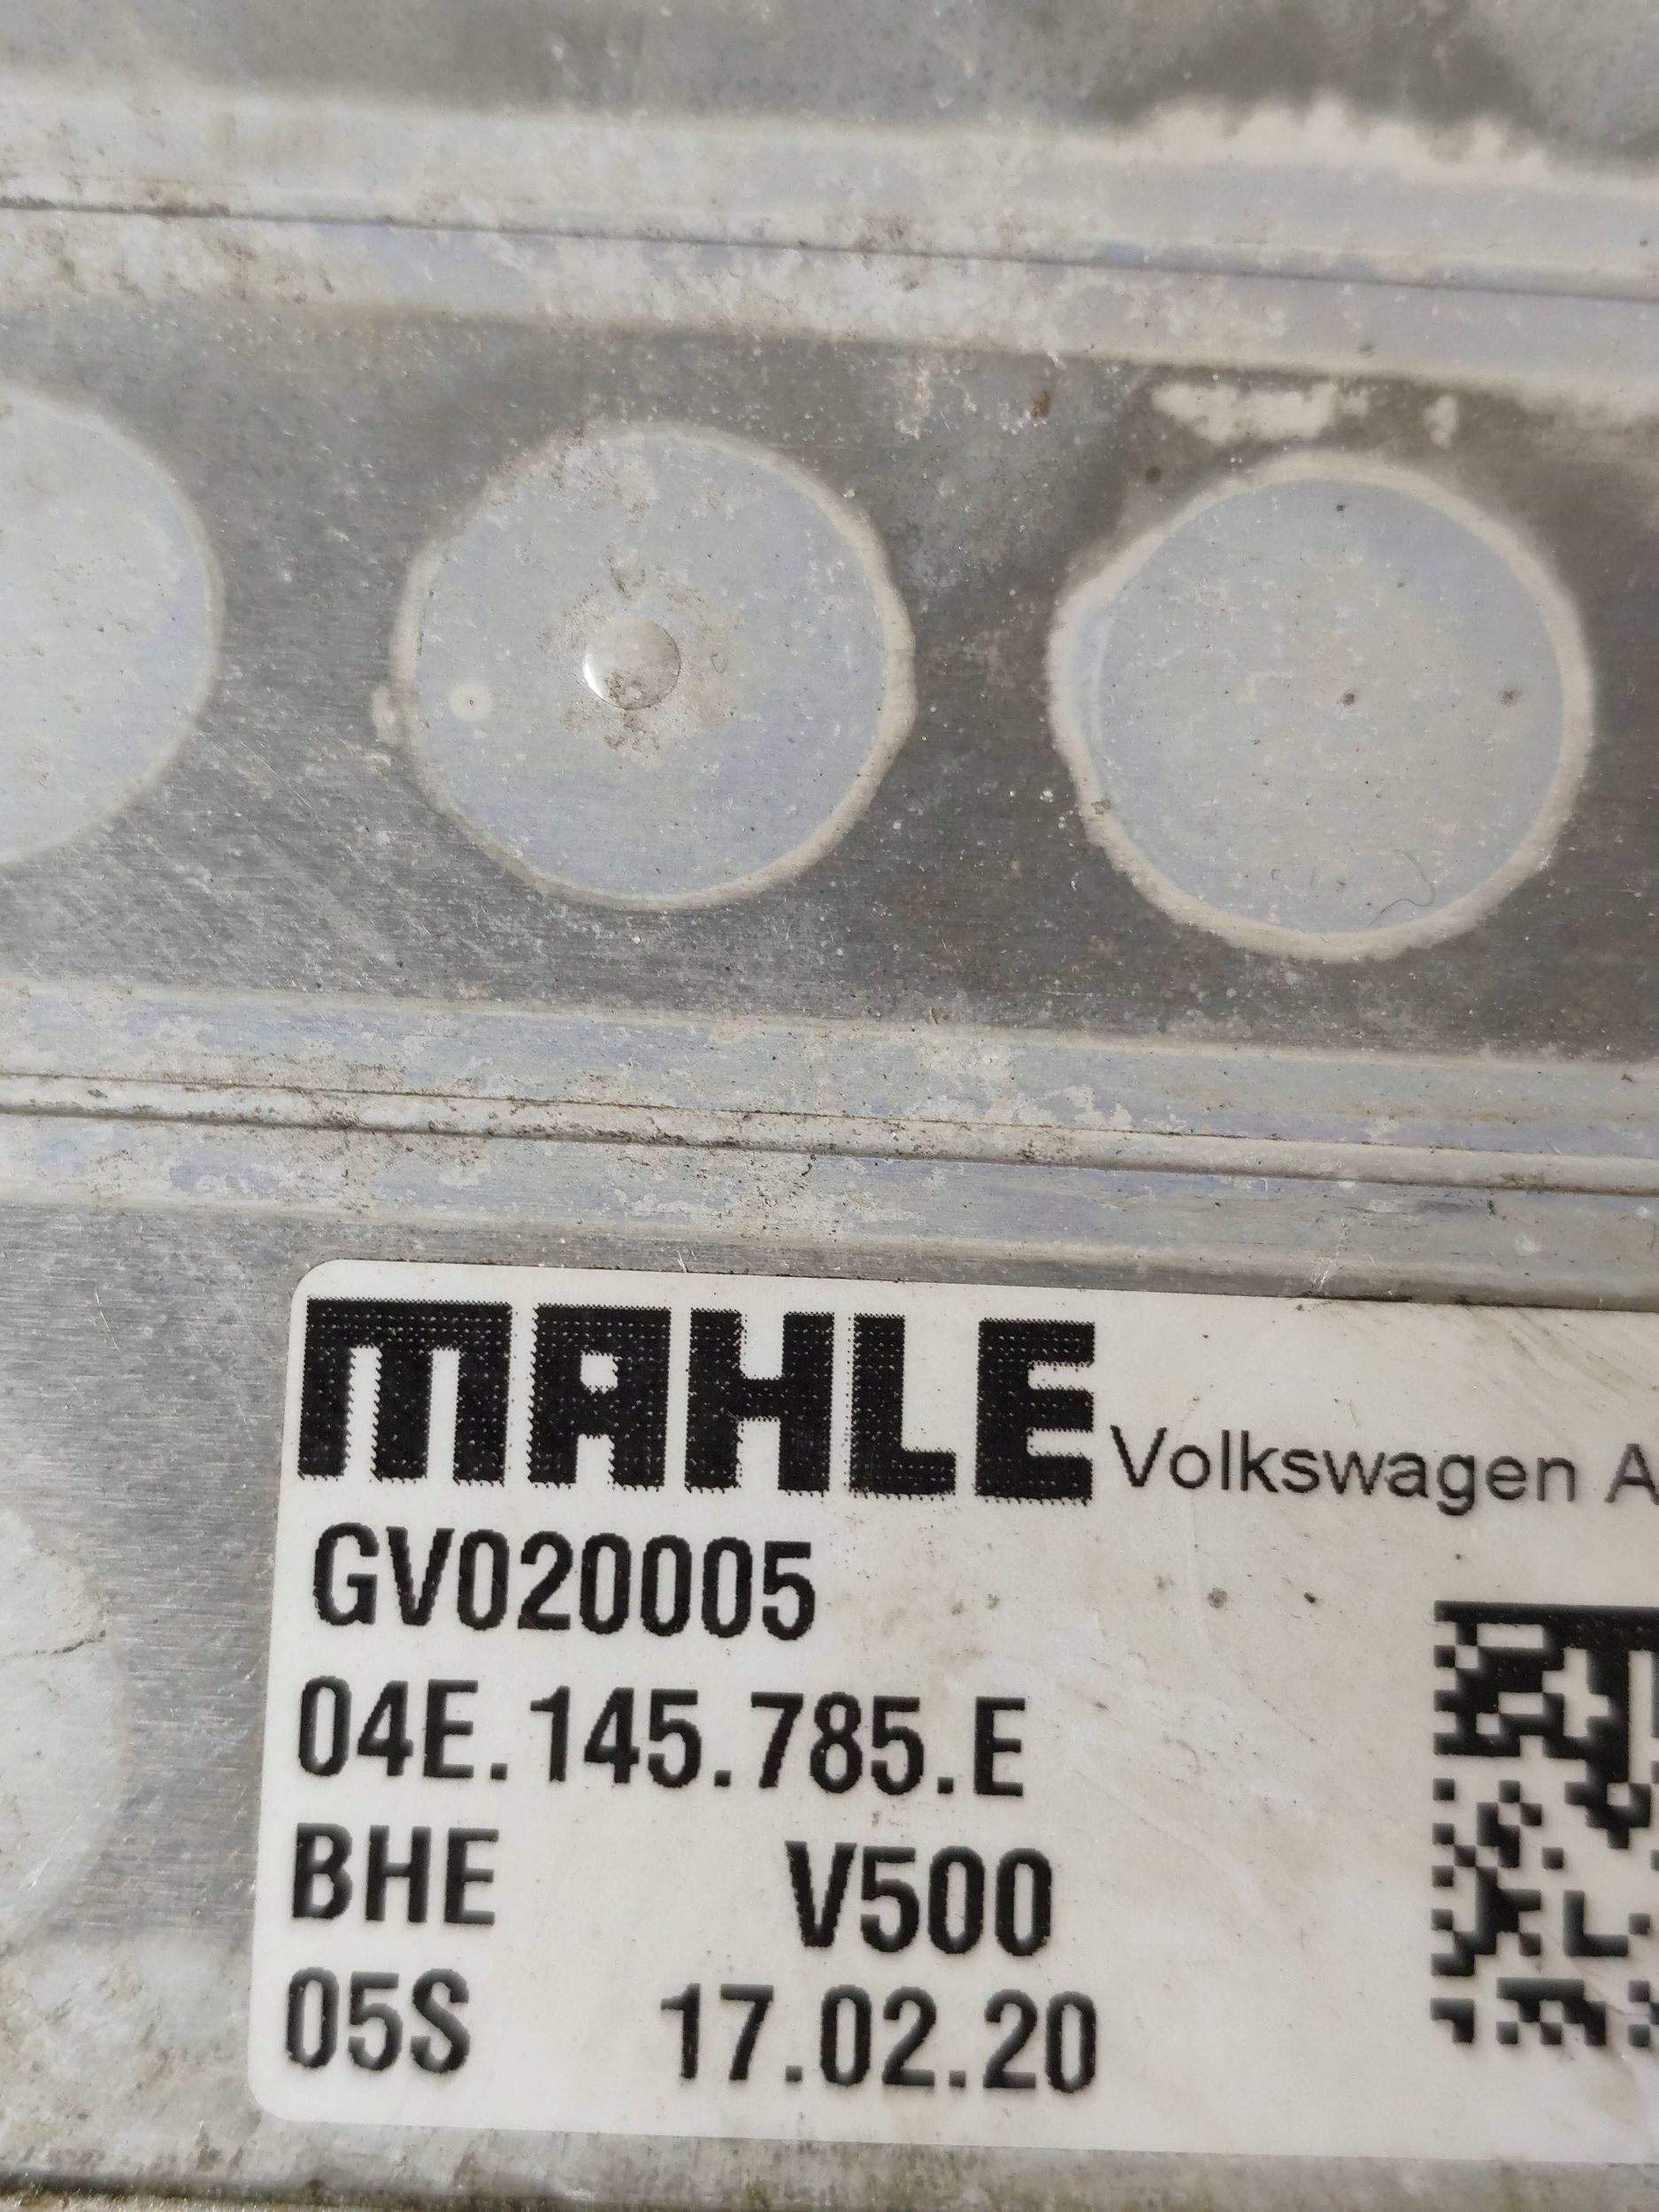 MAHLE Volkswagen A
GV020005
04E.145.785.E
BHE V500
05S 17.02.20